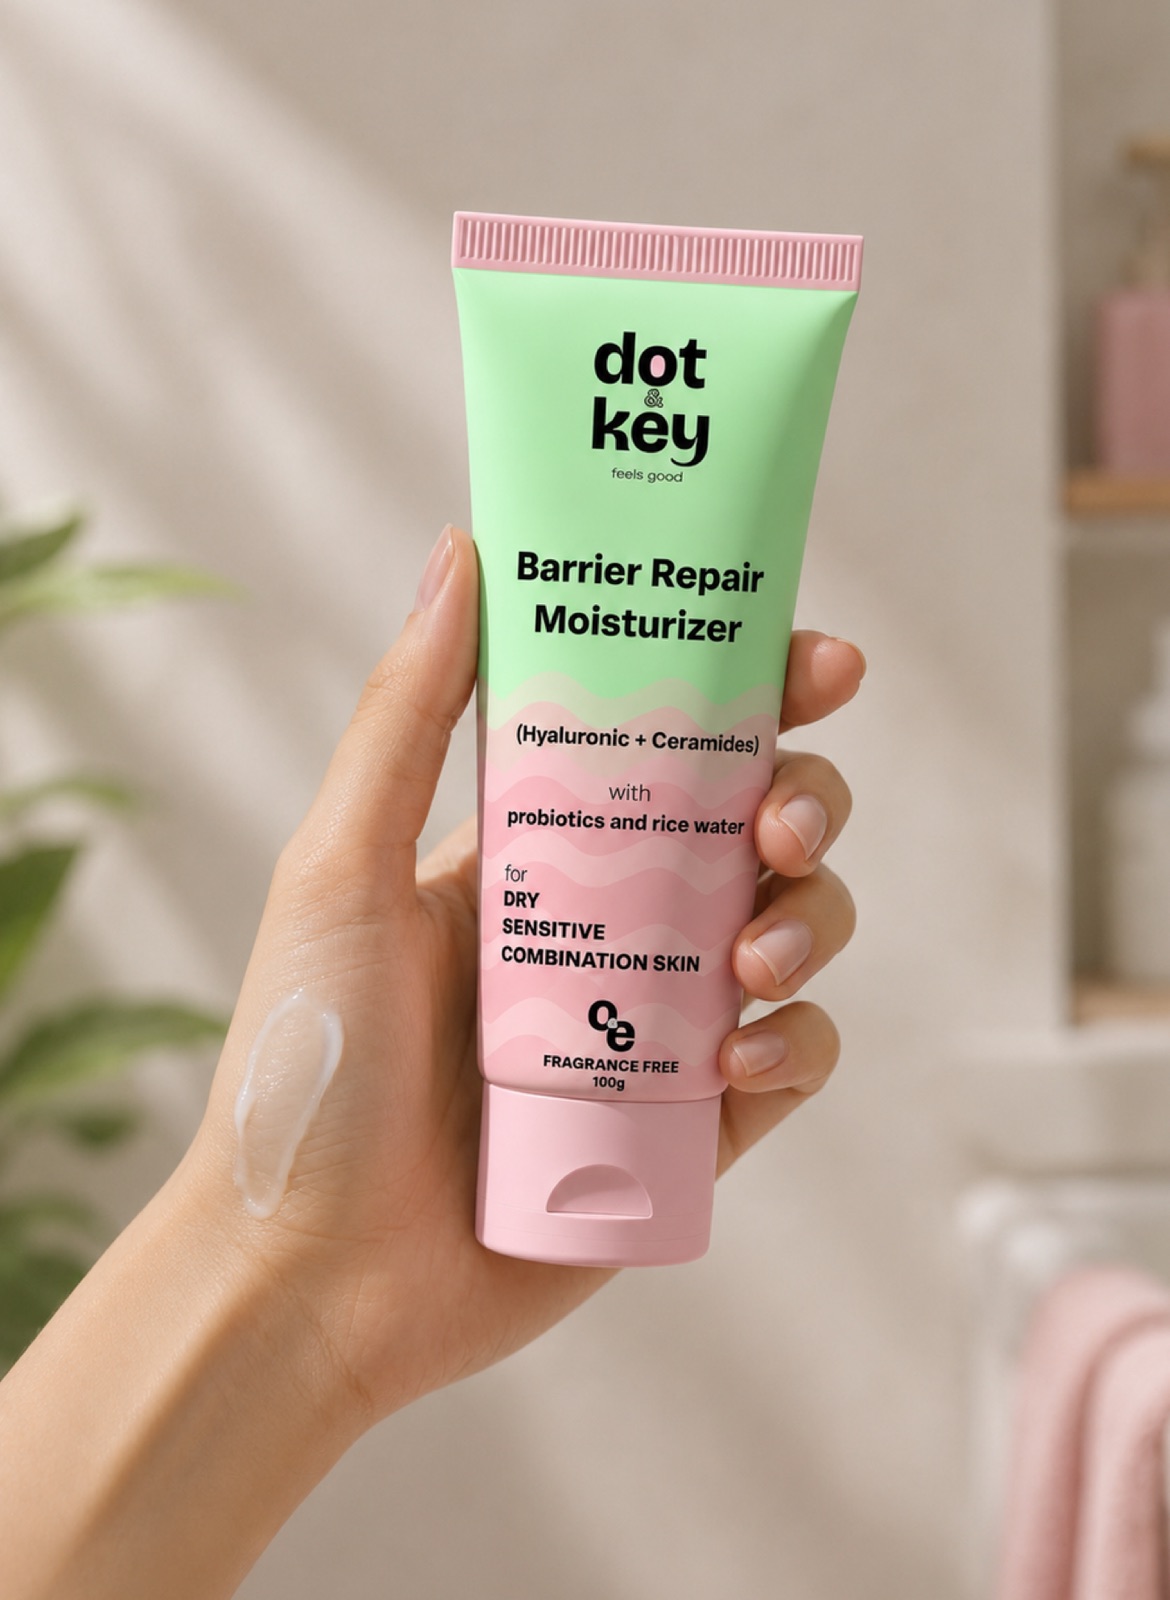 dot
&
key
feels good
Barrier Repair
Moisturizer
(Hyaluronic + Ceramides)
with
probiotics and rice water
for
DRY
SENSITIVE
COMBINATION SKIN
o&e
FRAGRANCE FREE
100g